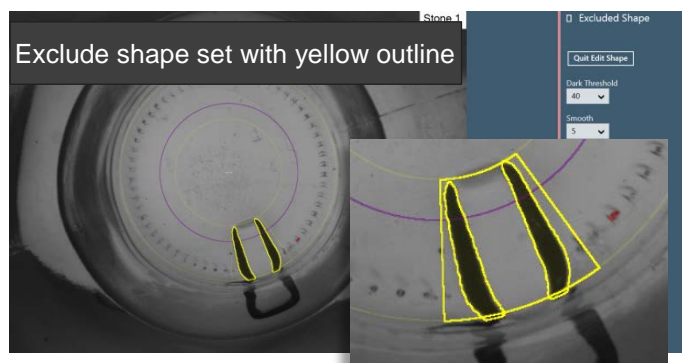 Stone 1
Excluded Shape
Exclude shape set with yellow outline
Quit Edit Shape
Dark Threshold
40
Smooth
5